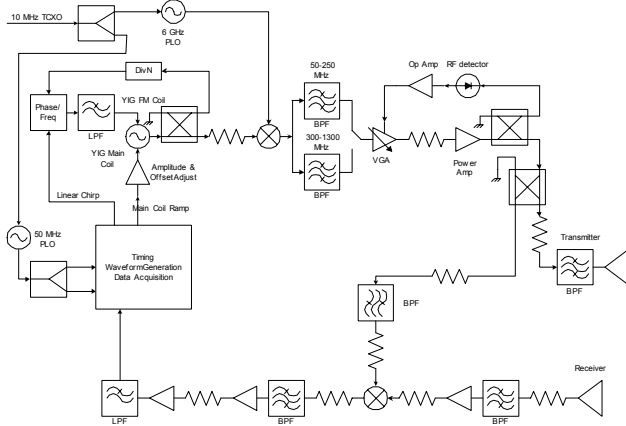 10 MHz TCXO
6 GHz
PLO
DivN
Phase/
Freq
LPF
YIG FM Coil
YIG Main
Coil
Amplitude &
Offset Adjust
Linear Chirp
Main Coil Ramp
50 MHz
PLO
Timing
WaveformGeneration
Data Acquisition
50-250
MHz
BPF
300-1300
MHz
BPF
Op Amp
RF detector
VGA
Power
Amp
Transmitter
BPF
BPF
Receiver
LPF
BPF
BPF